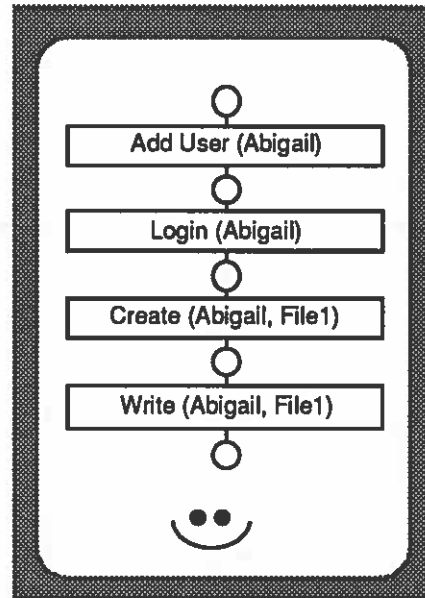 Add User (Abigail)
Login (Abigail)
Create (Abigail, File1)
Write (Abigail, File1)